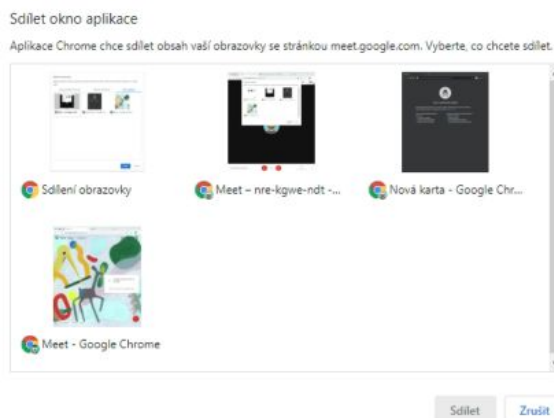 Sdílet okno aplikace
Aplikace Chrome chce sdílet obsah vaší obrazovky se stránkou meet.google.com. Vyberte, co chcete sdílet.
Sdílení obrazovky
Meet – nre-kgwe-ndt -...
Nová karta - Google Chr...
Meet - Google Chrome
Sdílet
Zrušit